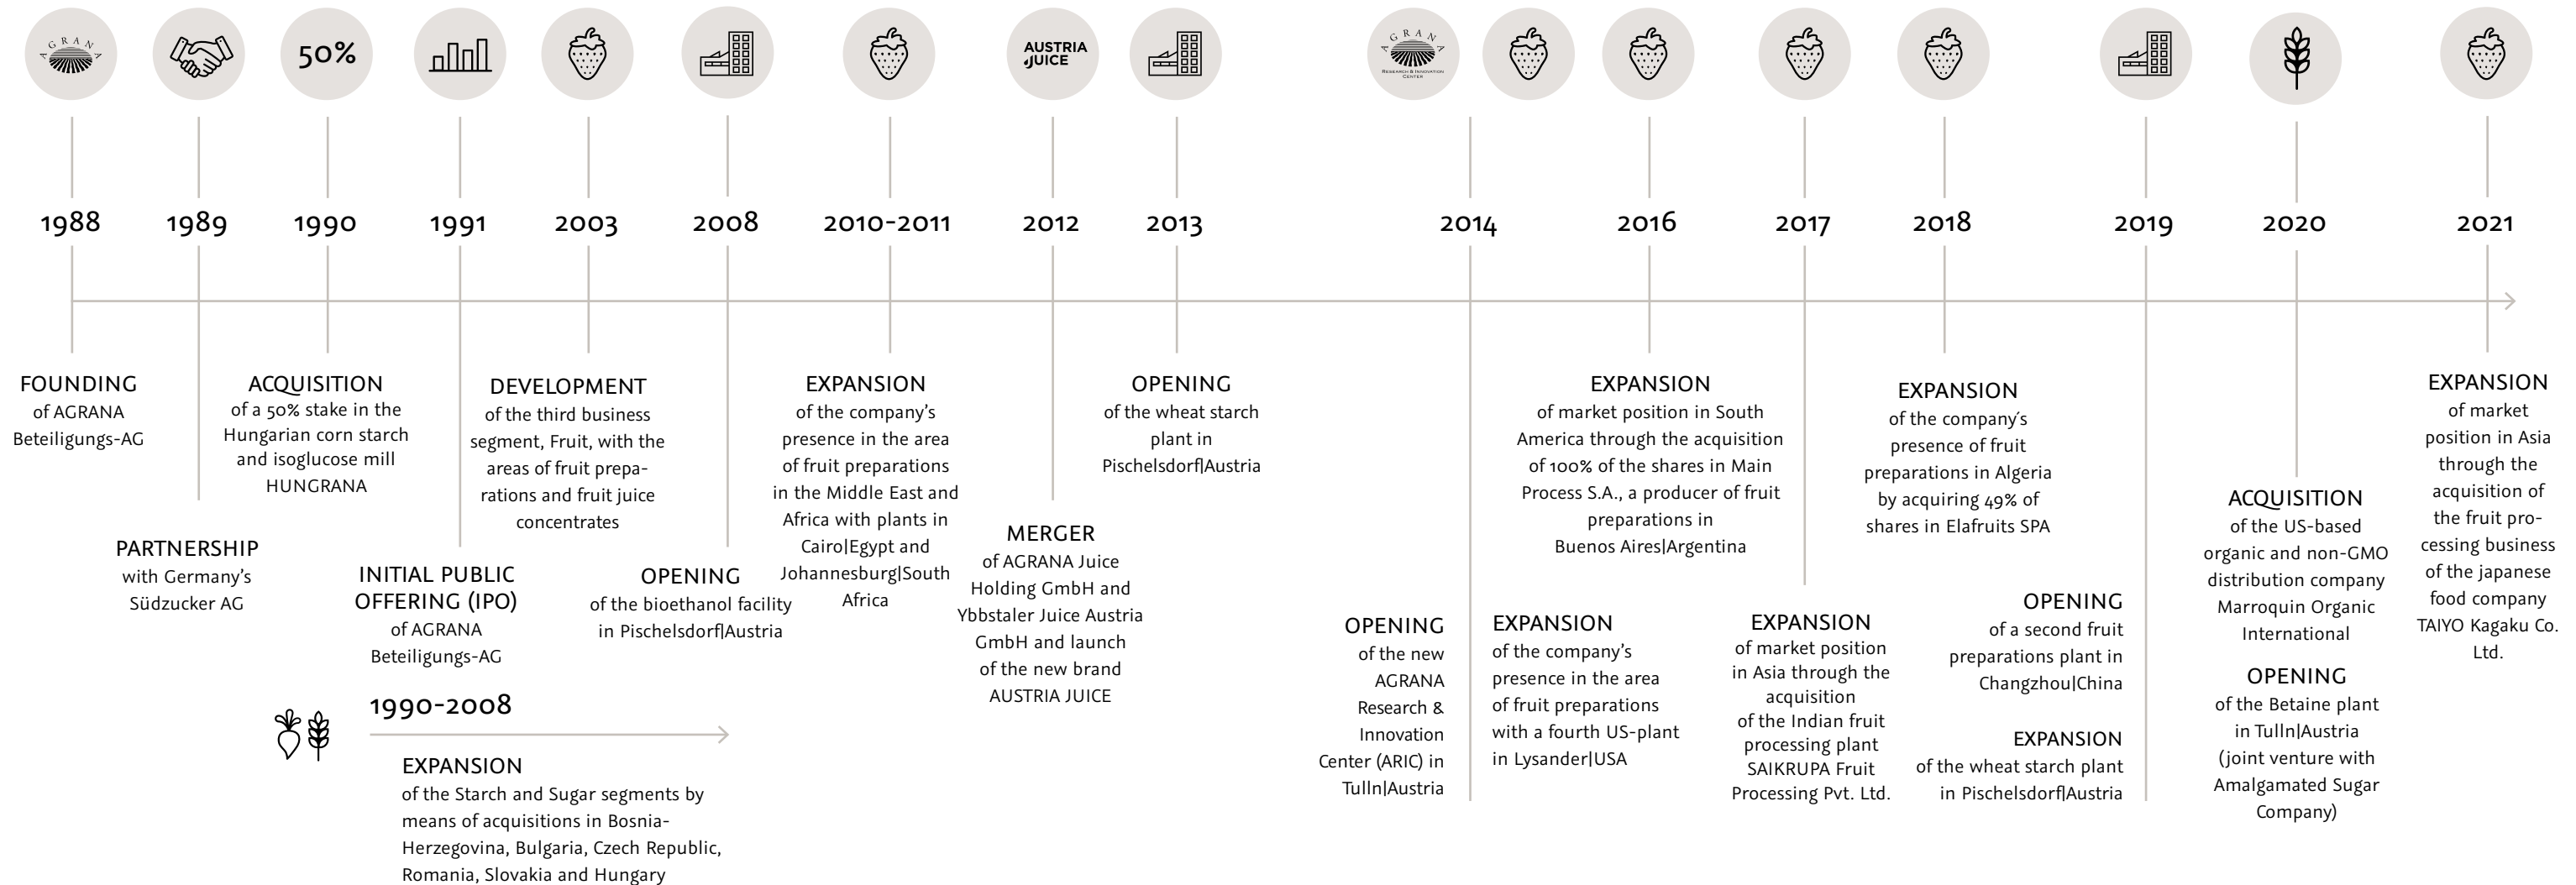 AGRANA
50%
AUSTRIA
JUICE
AGRANA
RESEARCH & INNOVATION
CENTER
1988
1989
1990
1991
2003
2008
2010-2011
2012
2013
2014
2016
2017
2018
2019
2020
2021
FOUNDING
of AGRANA
Beteiligungs-AG
PARTNERSHIP
with Germany's
Südzucker AG
ACQUISITION
of a 50% stake in the
Hungarian corn starch
and isoglucose mill
HUNGRANA
INITIAL PUBLIC
OFFERING (IPO)
of AGRANA
Beteiligungs-AG
DEVELOPMENT
of the third business
segment, Fruit, with the
areas of fruit prepa-
rations and fruit juice
concentrates
OPENING
of the bioethanol facility
in Pischelsdorf|Austria
1990-2008
EXPANSION
of the Starch and Sugar segments by
means of acquisitions in Bosnia-
Herzegovina, Bulgaria, Czech Republic,
Romania, Slovakia and Hungary
EXPANSION
of the company's
presence in the area
of fruit preparations
in the Middle East and
Africa with plants in
Cairo|Egypt and
Johannesburg|South
Africa
MERGER
of AGRANA Juice
Holding GmbH and
Ybbstaler Juice Austria
GmbH and launch
of the new brand
AUSTRIA JUICE
OPENING
of the wheat starch
plant in
Pischelsdorf|Austria
OPENING
of the new
AGRANA
Research &
Innovation
Center (ARIC) in
Tulln|Austria
EXPANSION
of the company's
presence in the area
of fruit preparations
with a fourth US-plant
in Lysander|USA
EXPANSION
of market position in South
America through the acquisition
of 100% of the shares in Main
Process S.A., a producer of fruit
preparations in
Buenos Aires|Argentina
EXPANSION
of market position
in Asia through the
acquisition
of the Indian fruit
processing plant
SAIKRUPA Fruit
Processing Pvt. Ltd.
EXPANSION
of the company´s
presence of fruit
preparations in Algeria
by acquiring 49% of
shares in Elafruits SPA
OPENING
of a second fruit
preparations plant in
Changzhou|China
EXPANSION
of the wheat starch plant
in Pischelsdorf|Austria
ACQUISITION
of the US-based
organic and non-GMO
distribution company
Marroquin Organic
International
OPENING
of the Betaine plant
in Tulln|Austria
(joint venture with
Amalgamated Sugar
Company)
EXPANSION
of market
position in Asia
through the
acquisition of
the fruit pro-
cessing business
of the japanese
food company
TAIYO Kagaku Co.
Ltd.